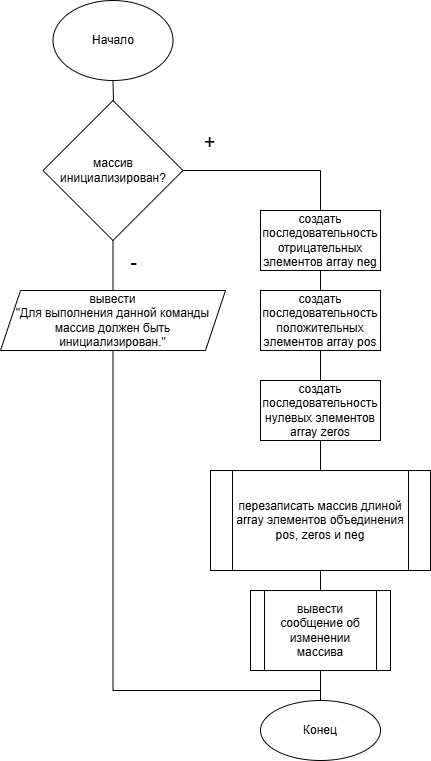 Начало
массив
инициализирован?
+
-
вывести
"Для выполнения данной команды
массив должен быть
инициализирован."
создать
последовательность
отрицательных
элементов array neg
создать
последовательность
положительных
элементов array pos
создать
последовательность
нулевых элементов
array zeros
перезаписать массив длиной
array элементов объединения
pos, zeros и neg
вывести
сообщение об
изменении
массива
Конец